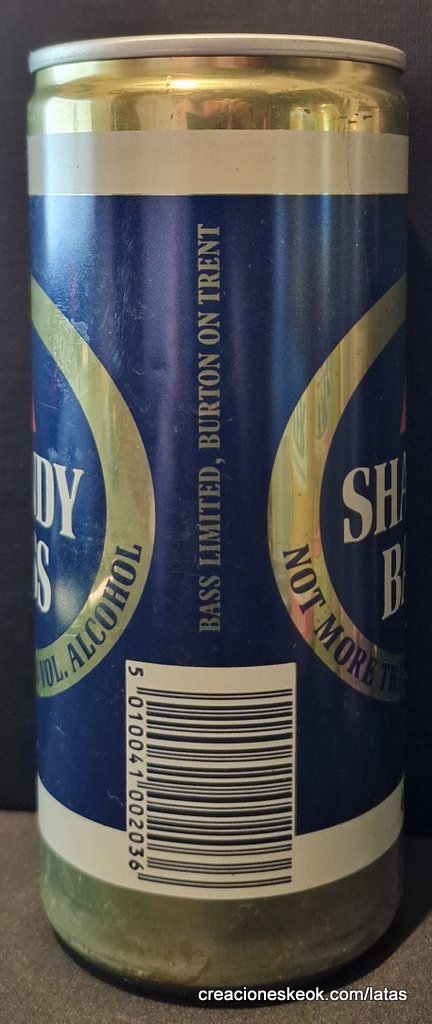 BASS LIMITED, BURTON ON TRENT
DY
GS
VOL. ALCOHOL
SHA
BA
NOT MORE TH
5 010041 002036
creacioneskeok.com/latas